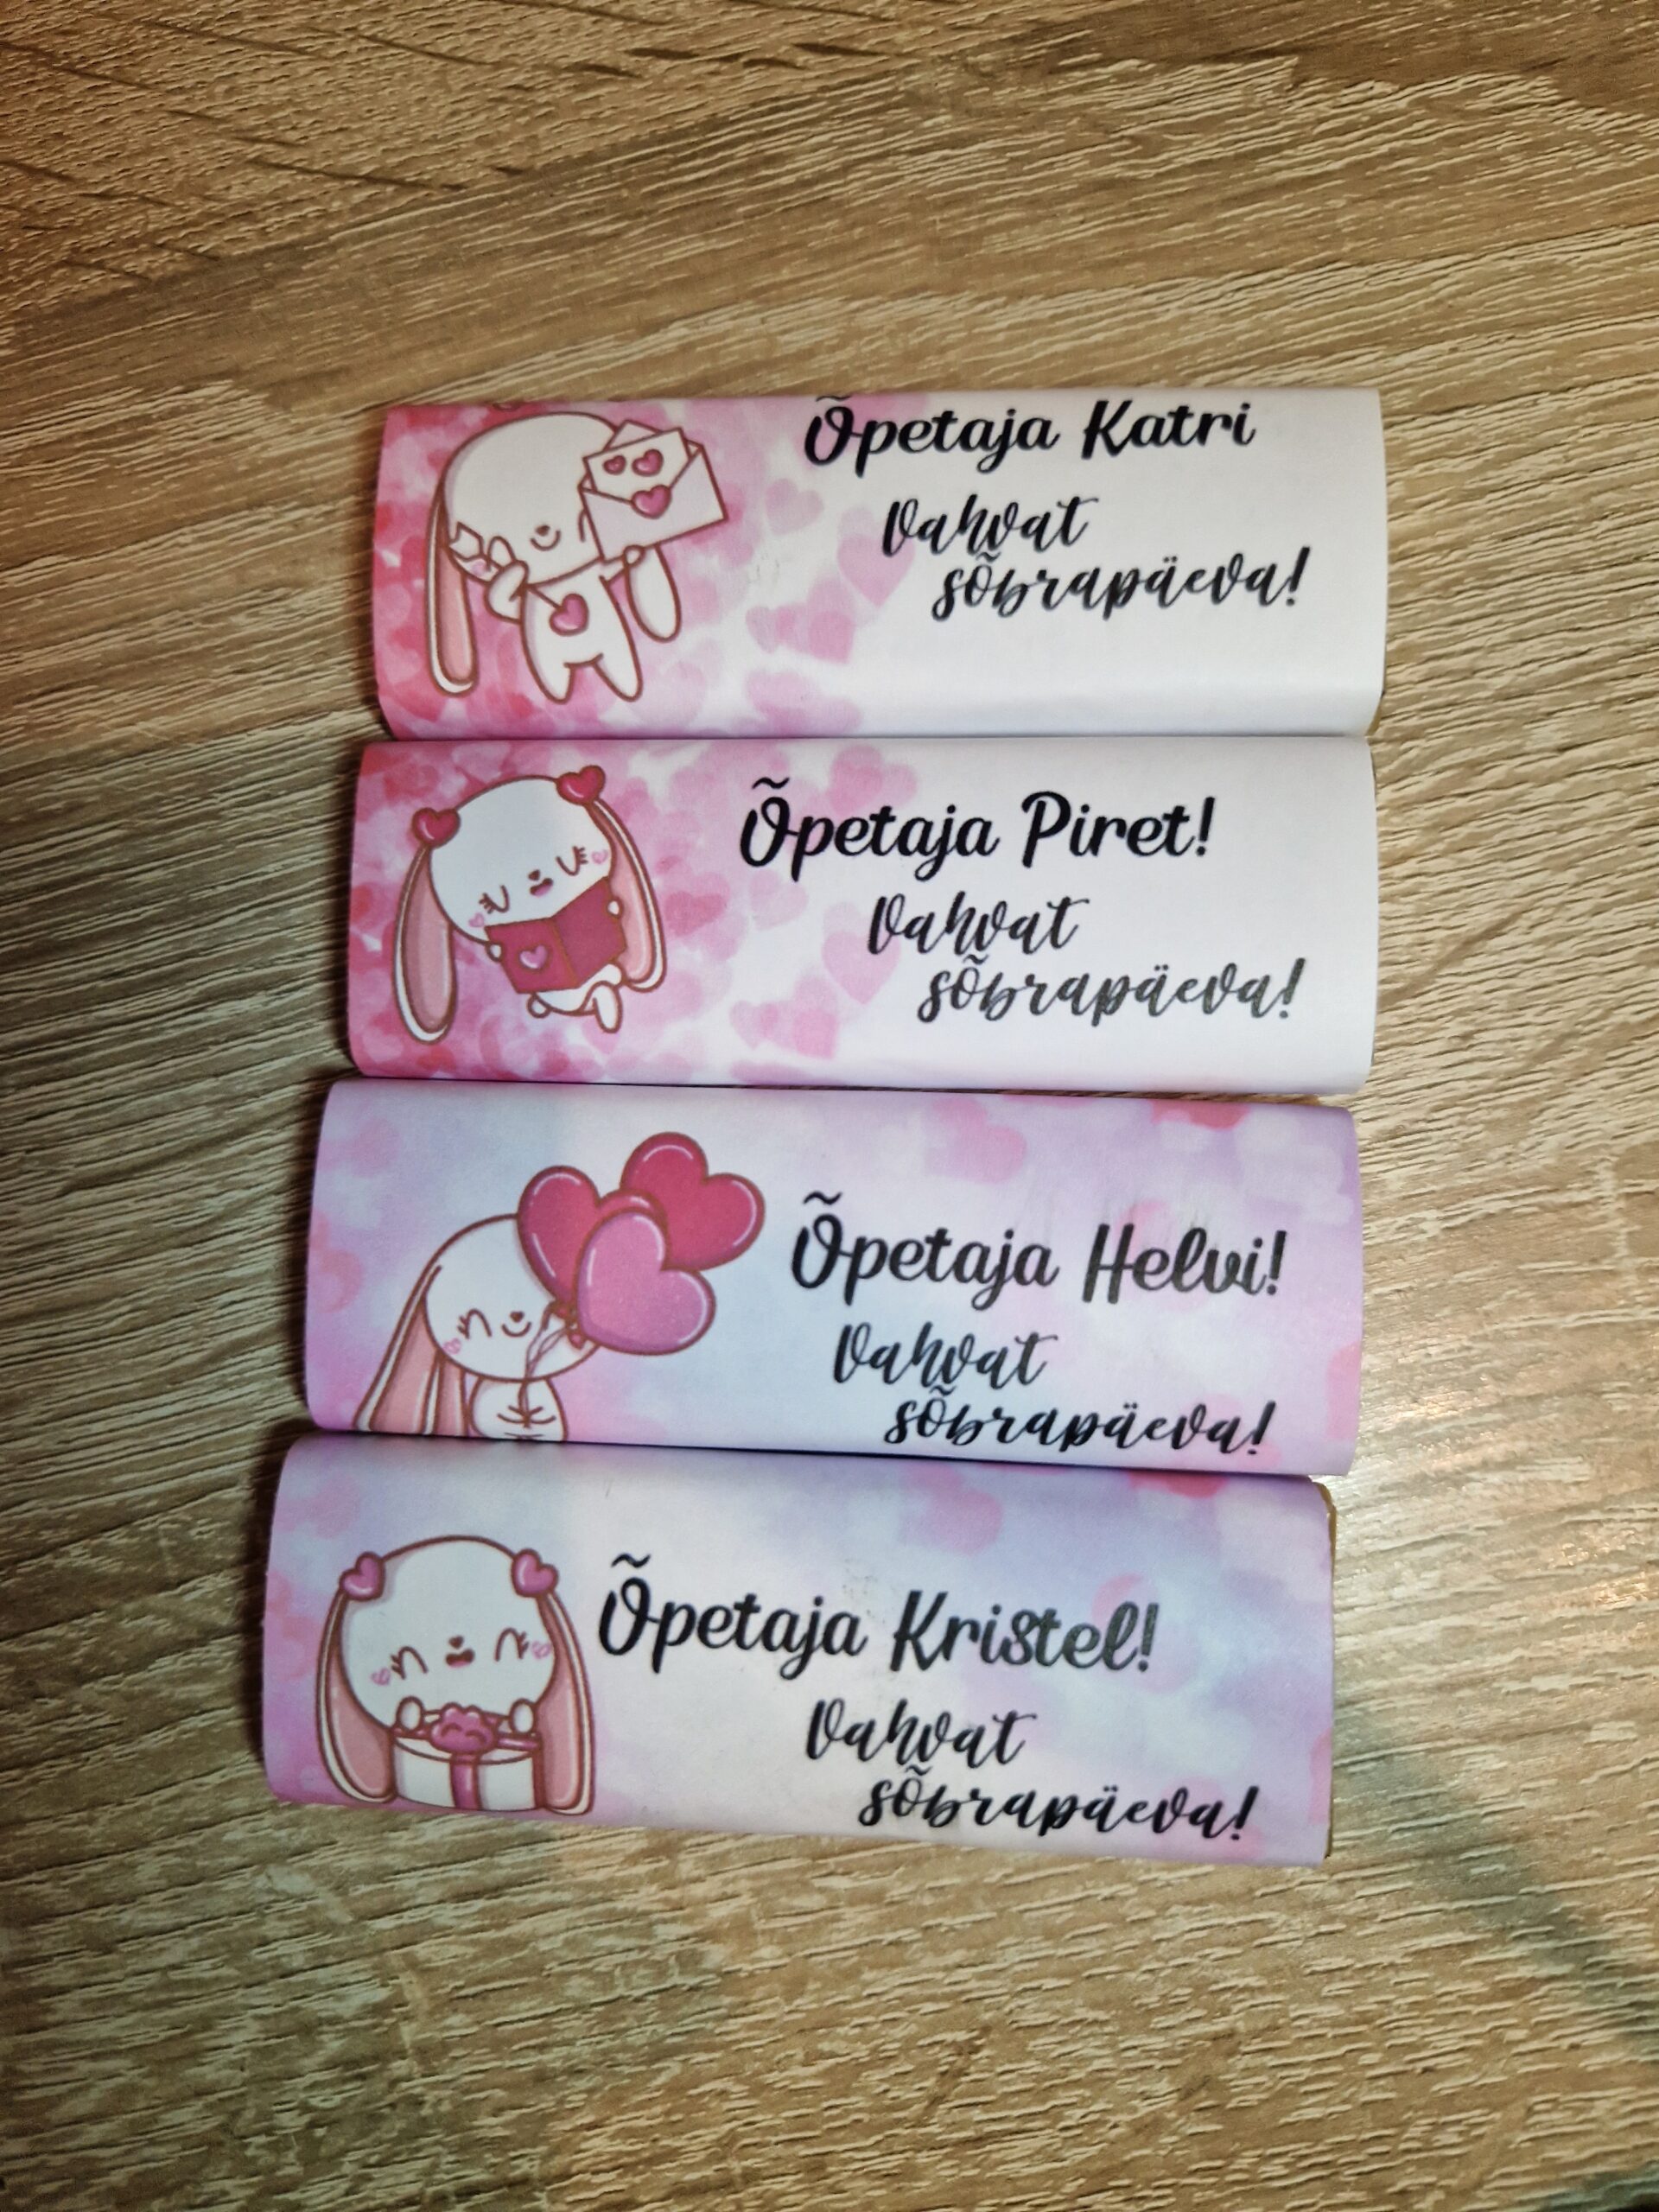 Õpetaja Katri
Vahvat
sõbrapäeva!
Õpetaja Piret!
Vahvat
sõbrapäeva!
Õpetaja Helvi!
Vahvat
sõbrapäeva!
Õpetaja Kristel!
Vahvat
sõbrapäeva!